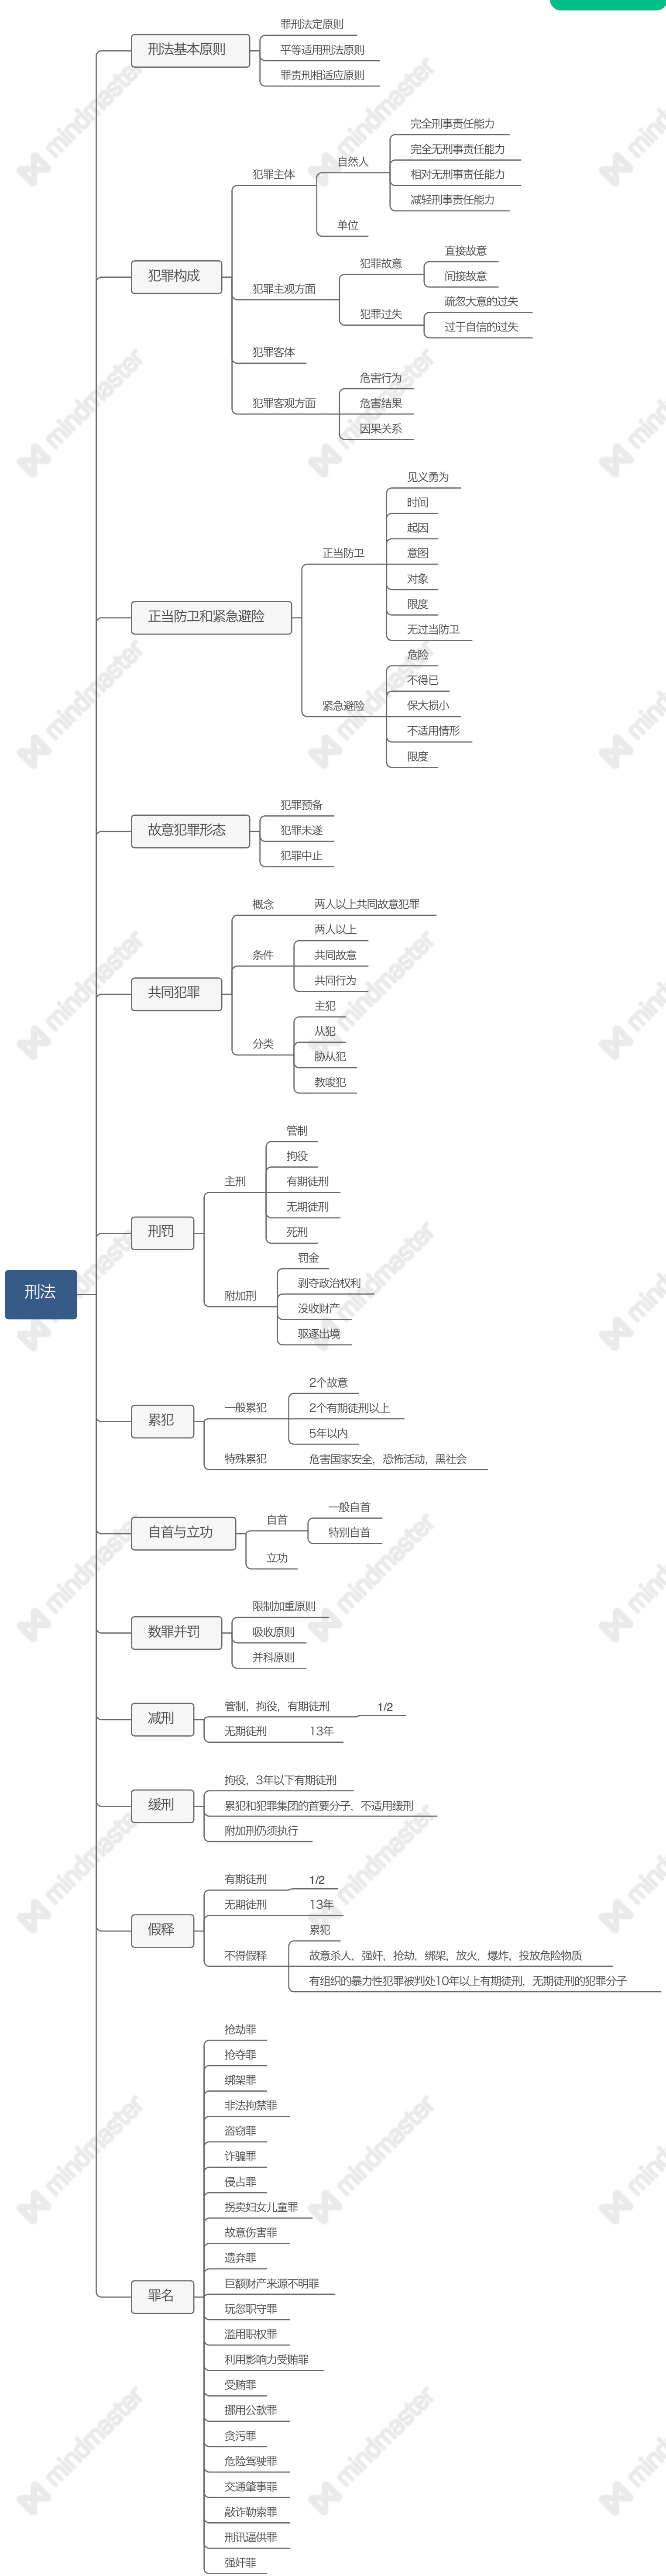 刑法
刑法基本原则
罪刑法定原则
平等适用刑法原则
罪责刑相适应原则
犯罪构成
犯罪主体
自然人
完全刑事责任能力
完全无刑事责任能力
相对无刑事责任能力
减轻刑事责任能力
单位
犯罪主观方面
犯罪故意
直接故意
间接故意
犯罪过失
疏忽大意的过失
过于自信的过失
犯罪客体
犯罪客观方面
危害行为
危害结果
因果关系
正当防卫和紧急避险
正当防卫
见义勇为
时间
起因
意图
对象
限度
无过当防卫
紧急避险
危险
不得已
保大损小
不适用情形
限度
故意犯罪形态
犯罪预备
犯罪未遂
犯罪中止
共同犯罪
概念
两人以上共同故意犯罪
条件
两人以上
共同故意
共同行为
分类
主犯
从犯
胁从犯
教唆犯
刑罚
主刑
管制
拘役
有期徒刑
无期徒刑
死刑
附加刑
罚金
剥夺政治权利
没收财产
驱逐出境
累犯
一般累犯
2个故意
2个有期徒刑以上
5年以内
特殊累犯
危害国家安全，恐怖活动，黑社会
自首与立功
自首
一般自首
特别自首
立功
数罪并罚
限制加重原则
吸收原则
并科原则
减刑
管制，拘役，有期徒刑
1/2
无期徒刑
13年
缓刑
拘役，3年以下有期徒刑
累犯和犯罪集团的首要分子，不适用缓刑
附加刑仍须执行
假释
有期徒刑
1/2
无期徒刑
13年
不得假释
累犯
故意杀人，强奸，抢劫，绑架，放火，爆炸，投放危险物质
有组织的暴力性犯罪被判处10年以上有期徒刑，无期徒刑的犯罪分子
罪名
抢劫罪
抢夺罪
绑架罪
非法拘禁罪
盗窃罪
诈骗罪
侵占罪
拐卖妇女儿童罪
故意伤害罪
遗弃罪
巨额财产来源不明罪
玩忽职守罪
滥用职权罪
利用影响力受贿罪
受贿罪
挪用公款罪
贪污罪
危险驾驶罪
交通肇事罪
敲诈勒索罪
刑讯逼供罪
强奸罪
mindmaster